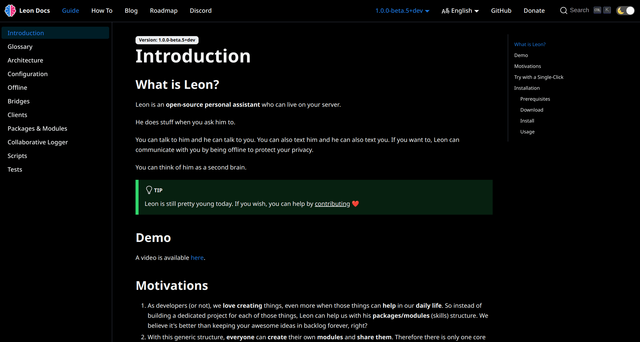 Leon Docs Guide How To Blog Roadmap Discord 1.0.0-beta.5+dev English GitHub Donate Search
Introduction
Glossary
Architecture
Configuration
Offline
Bridges
Clients
Packages & Modules
Collaborative Logger
Scripts
Tests
Version: 1.0.0-beta.5+dev
Introduction
What is Leon?
Leon is an open-source personal assistant who can live on your server.
He does stuff when you ask him to.
You can talk to him and he can talk to you. You can also text him and he can also text you. If you want to, Leon can
communicate with you by being offline to protect your privacy.
You can think of him as a second brain.
TIP
Leon is still pretty young today. If you wish, you can help by contributing ❤️
Demo
A video is available here.
Motivations
1. As developers (or not), we love creating things, even more when those things can help in our daily life. So instead of
building a dedicated project for each of those things, Leon can help us with his packages/modules (skills) structure. We
believe it's better than keeping your awesome ideas in backlog forever, right?
2. With this generic structure, everyone can create their own modules and share them. Therefore there is only one core
What is Leon?
Demo
Motivations
Try with a Single-Click
Installation
Prerequisites
Download
Install
Usage